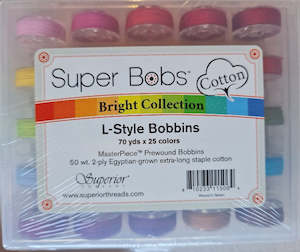 Super Bobs
Cotton
Bright Collection
L-Style Bobbins
70 yds x 25 colors
MasterPiece™ Prewound Bobbins
50 wt. 2-ply Egyptian grown extra-long staple cotton
Superior
www.superiorthreads.com